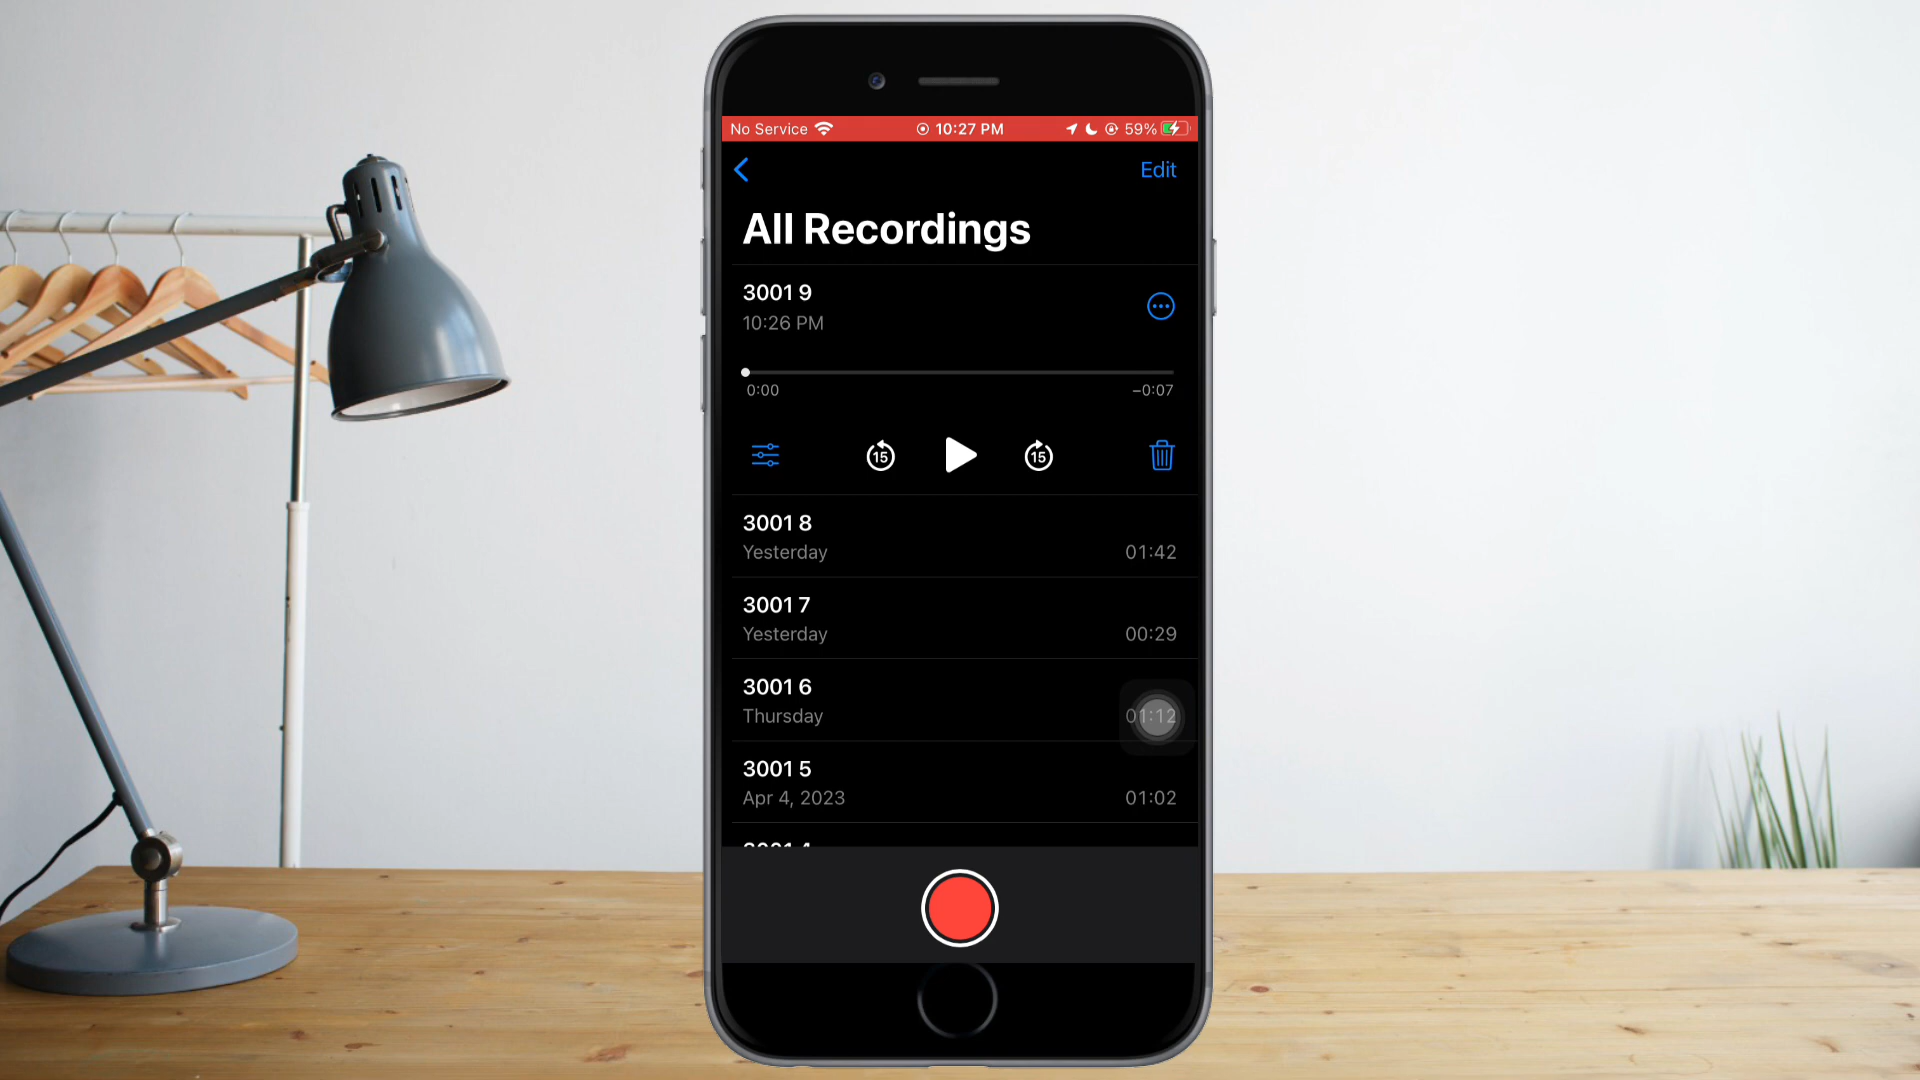 No Service 10:27 PM 59%
Edit
All Recordings
3001 9
10:26 PM
0:00 −0:07
15 15
3001 8
Yesterday 01:42
3001 7
Yesterday 00:29
3001 6
Thursday 01:12
3001 5
Apr 4, 2023 01:02